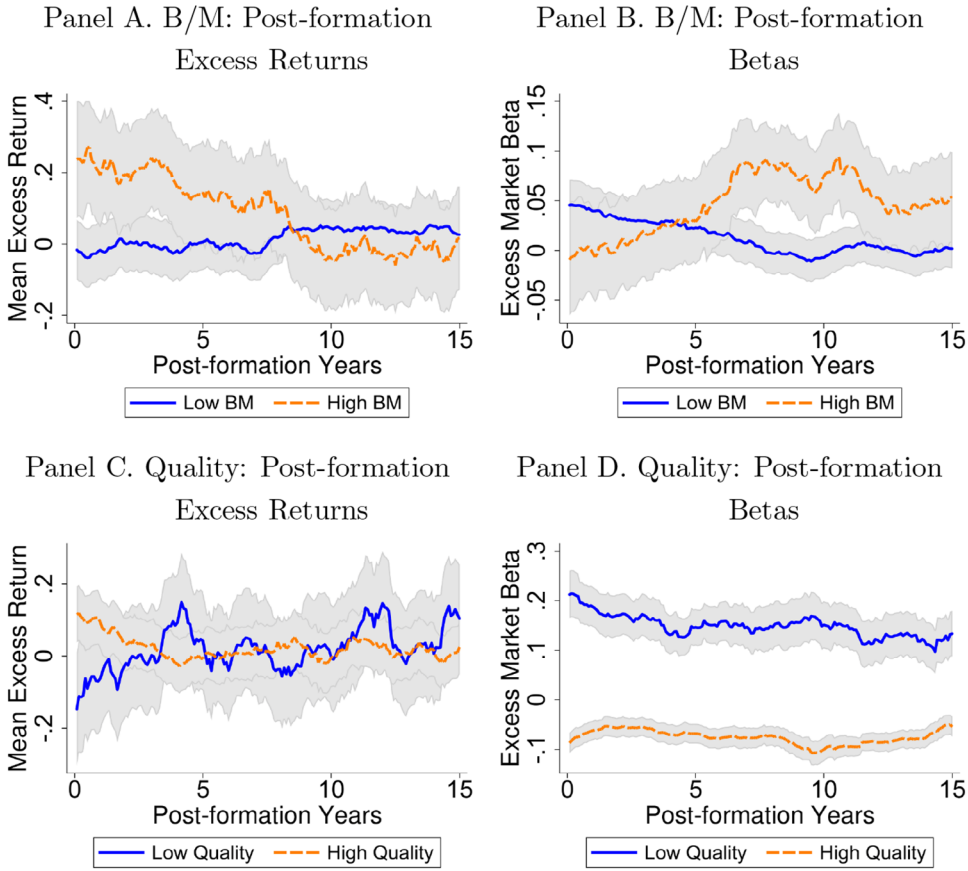 Panel A. B/M: Post-formation
Excess Returns
Mean Excess Return
.4
.2
0
-.2
0 5 10 15
Post-formation Years
Low BM High BM
Panel B. B/M: Post-formation
Betas
Excess Market Beta
.15
.1
.05
0
-.05
0 5 10 15
Post-formation Years
Low BM High BM
Panel C. Quality: Post-formation
Excess Returns
Mean Excess Return
.2
0
.2
0 5 10 15
Post-formation Years
Low Quality High Quality
Panel D. Quality: Post-formation
Betas
Excess Market Beta
.3
.2
.1
0
-.1
0 5 10 15
Post-formation Years
Low Quality High Quality